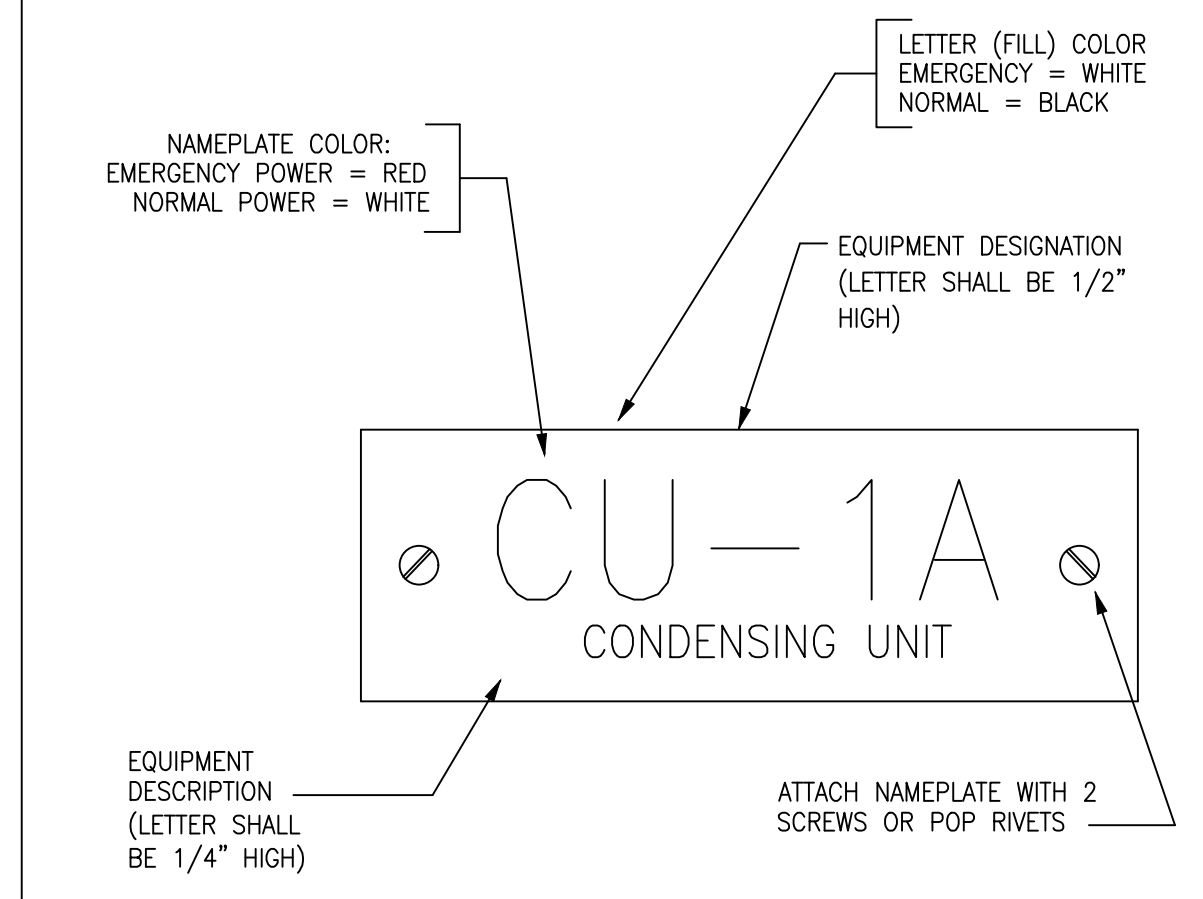 LETTER (FILL) COLOR
EMERGENCY = WHITE
NORMAL = BLACK
NAMEPLATE COLOR:
EMERGENCY POWER = RED
NORMAL POWER = WHITE
EQUIPMENT DESIGNATION
(LETTER SHALL BE 1/2”
HIGH)
CU-1A
CONDENSING UNIT
EQUIPMENT
DESCRIPTION
(LETTER SHALL
BE 1/4” HIGH)
ATTACH NAMEPLATE WITH 2
SCREWS OR POP RIVETS